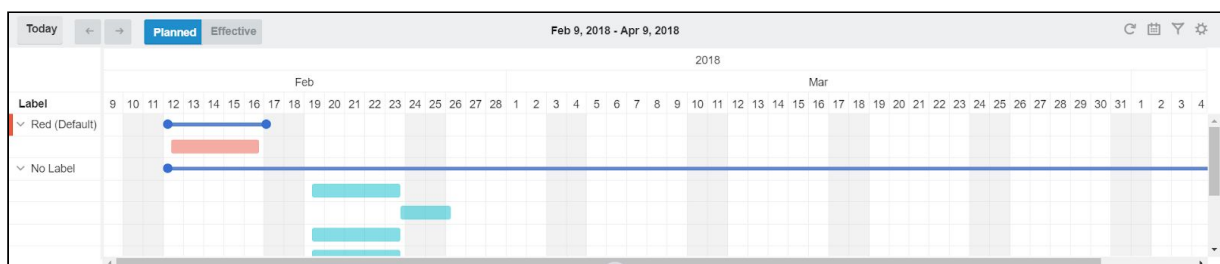 Today ← → Planned Effective Feb 9, 2018 - Apr 9, 2018
2018
Feb Mar
Label 9 10 11 12 13 14 15 16 17 18 19 20 21 22 23 24 25 26 27 28 1 2 3 4 5 6 7 8 9 10 11 12 13 14 15 16 17 18 19 20 21 22 23 24 25 26 27 28 29 30 31 1 2 3 4
Red (Default)
No Label